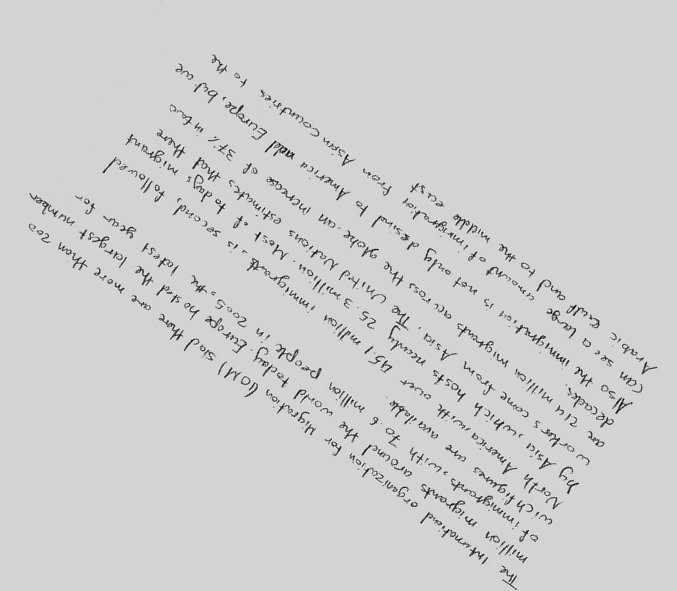 The International organization for Migration (IOM) siad there are more than 200
million migrants around the world today. Europe hosted the largest number
of immigrants, with 70.6 million people in 2005, the latest year for
wich figures are available.
North America, with over 45.1 million immigrants, is second, followed
by Asia, which hosts nearly 25.3 million. Most of todays migrant
workers come from Asia. The United Nations estimates that there
are 214 million migrants across the globe, an increase of 37% in two
decades.
Also the immigration is not only desind to America and Europe, but we
can see a large amount of immigration from Asian countries to the
Arabic Gulf and to the middle east